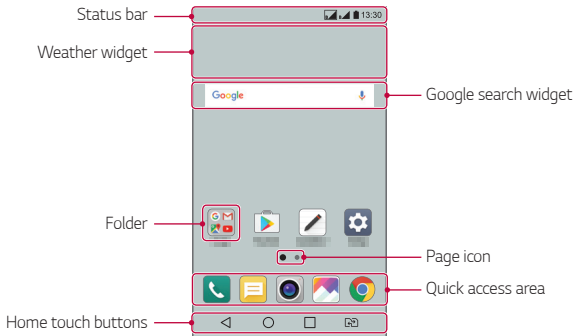 Status bar
13:30
Weather widget
Google
Google search widget
Folder
Page icon
Quick access area
Home touch buttons